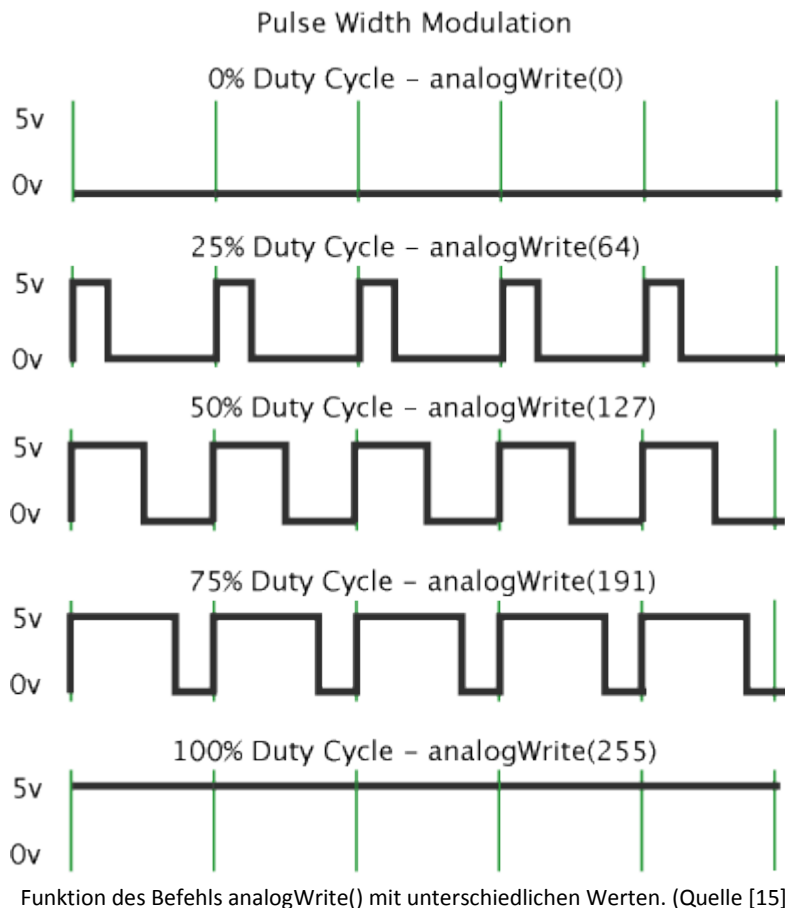 Pulse Width Modulation
0% Duty Cycle – analogWrite(0)
5v
0v
25% Duty Cycle – analogWrite(64)
5v
0v
50% Duty Cycle – analogWrite(127)
5v
0v
75% Duty Cycle – analogWrite(191)
5v
0v
100% Duty Cycle – analogWrite(255)
5v
0v
Funktion des Befehls analogWrite() mit unterschiedlichen Werten. (Quelle [15]